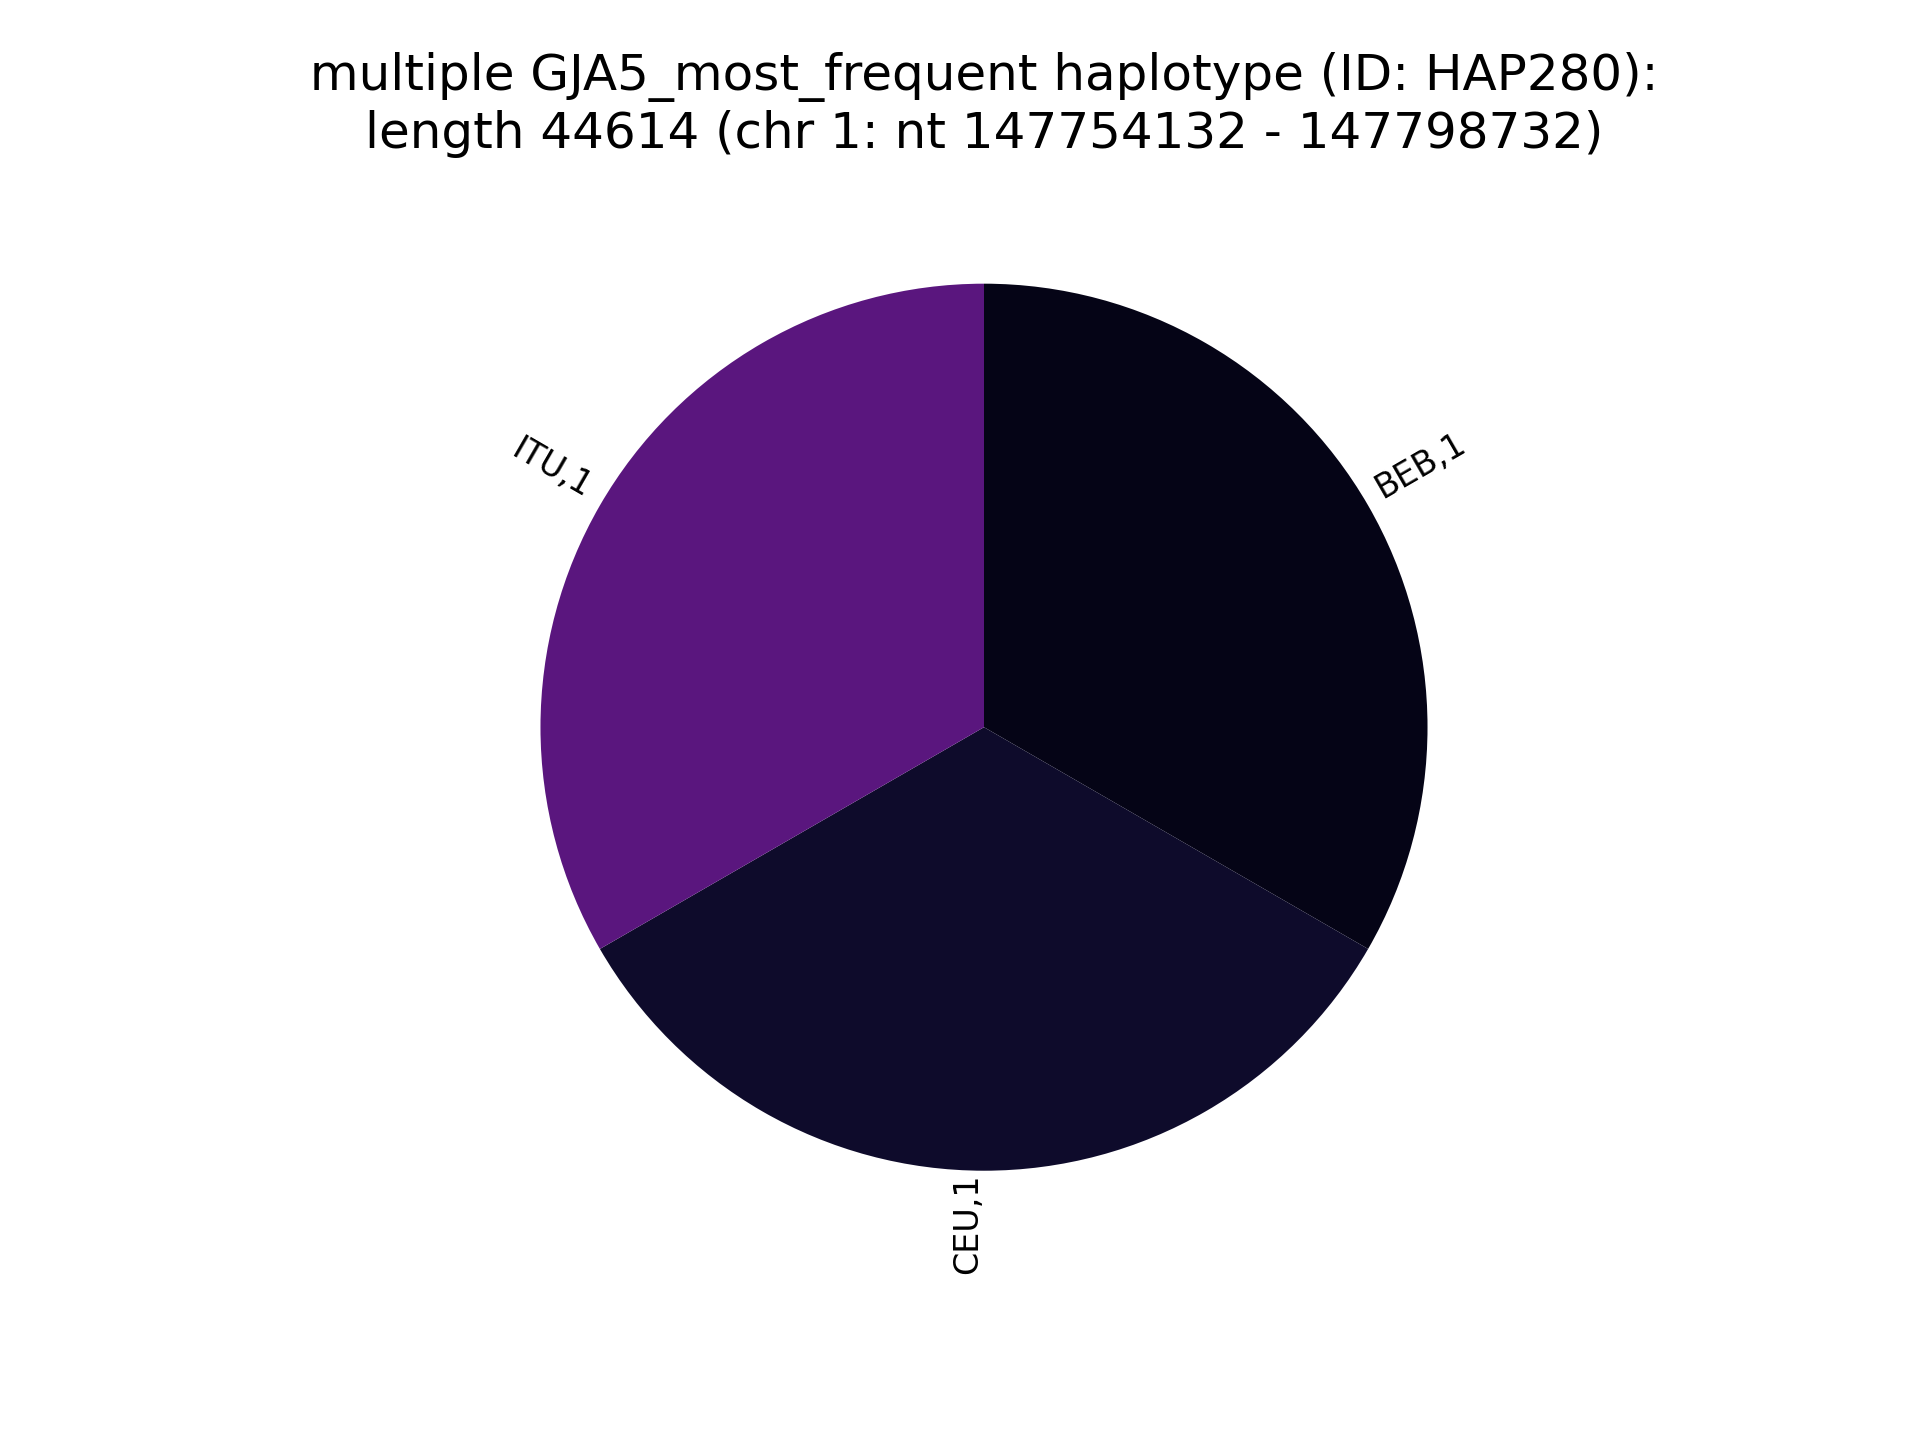 multiple GJA5_most_frequent haplotype (ID: HAP280):
length 44614 (chr 1: nt 147754132 - 147798732)
ITU,1
BEB,1
CEU,1